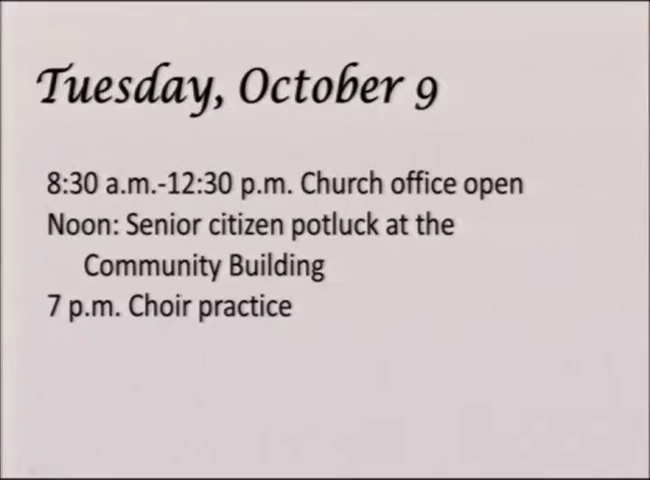 Tuesday, October 9
8:30 a.m.-12:30 p.m. Church office open
Noon: Senior citizen potluck at the
Community Building
7 p.m. Choir practice